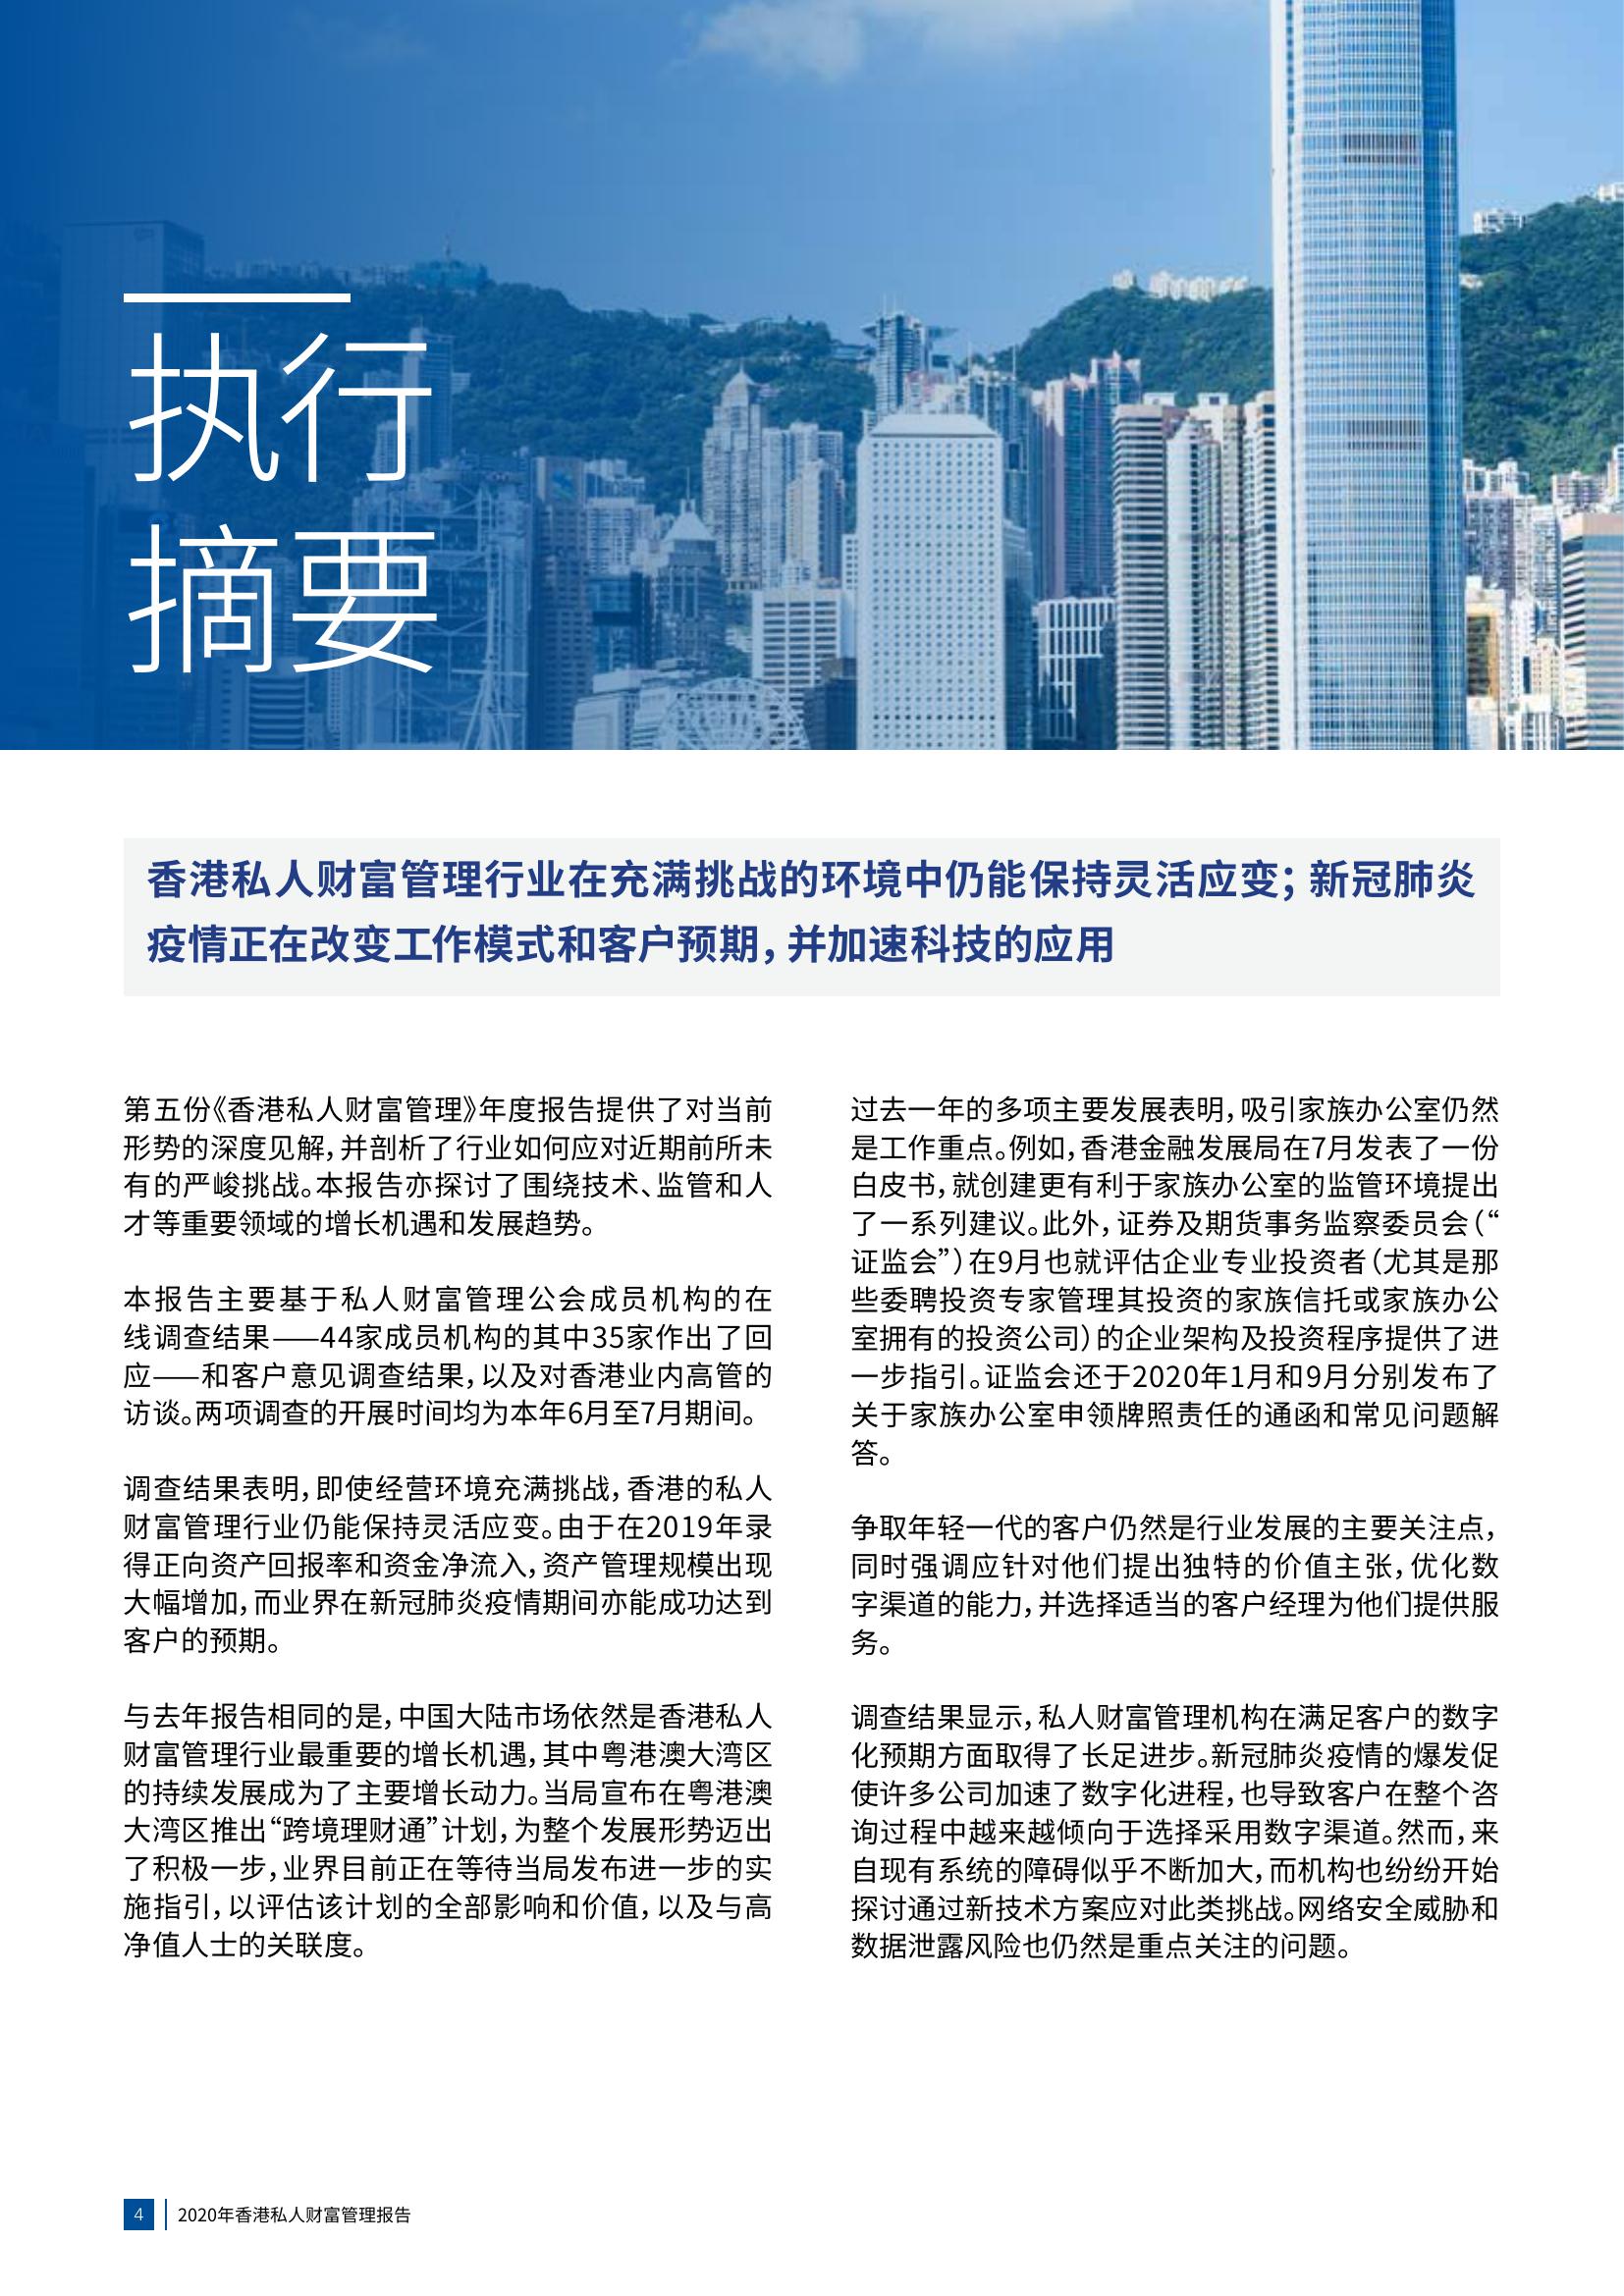 执行
摘要
香港私人财富管理行业在充满挑战的环境中仍能保持灵活应变；新冠肺炎
疫情正在改变工作模式和客户预期，并加速科技的应用
第五份《香港私人财富管理》年度报告提供了对当前
形势的深度见解，并剖析了行业如何应对近期前所未
有的严峻挑战。本报告亦探讨了围绕技术、监管和人
才等重要领域的增长机遇和发展趋势。
本报告主要基于私人财富管理公会成员机构的在
线调查结果——44家成员机构的其中35家作出了回
应——和客户意见调查结果，以及对香港业内高管的
访谈。两项调查的开展时间均为本年6月至7月期间。
调查结果表明，即使经营环境充满挑战，香港的私人
财富管理行业仍能保持灵活应变。由于在2019年录
得正向资产回报率和资金净流入，资产管理规模出现
大幅增加，而业界在新冠肺炎疫情期间亦能成功达到
客户的预期。
与去年报告相同的是，中国大陆市场依然是香港私人
财富管理行业最重要的增长机遇，其中粤港澳大湾区
的持续发展成为了主要增长动力。当局宣布在粤港澳
大湾区推出“跨境理财通”计划，为整个发展形势迈出
了积极一步，业界目前正在等待当局发布进一步的实
施指引，以评估该计划的全部影响和价值，以及与高
净值人士的关联度。
过去一年的多项主要发展表明，吸引家族办公室仍然
是工作重点。例如，香港金融发展局在7月发表了一份
白皮书，就创建更有利于家族办公室的监管环境提出
了一系列建议。此外，证券及期货事务监察委员会（“
证监会”）在9月也就评估企业专业投资者（尤其是那
些委聘投资专家管理其投资的家族信托或家族办公
室拥有的投资公司）的企业架构及投资程序提供了进
一步指引。证监会还于2020年1月和9月分别发布了
关于家族办公室申领牌照责任的通函和常见问题解
答。
争取年轻一代的客户仍然是行业发展的主要关注点，
同时强调应针对他们提出独特的价值主张，优化数
字渠道的能力，并选择适当的客户经理为他们提供服
务。
调查结果显示，私人财富管理机构在满足客户的数字
化预期方面取得了长足进步。新冠肺炎疫情的爆发促
使许多公司加速了数字化进程，也导致客户在整个咨
询过程中越来越倾向于选择采用数字渠道。然而，来
自现有系统的障碍似乎不断加大，而机构也纷纷开始
探讨通过新技术方案应对此类挑战。网络安全威胁和
数据泄露风险也仍然是重点关注的问题。
4 2020年香港私人财富管理报告